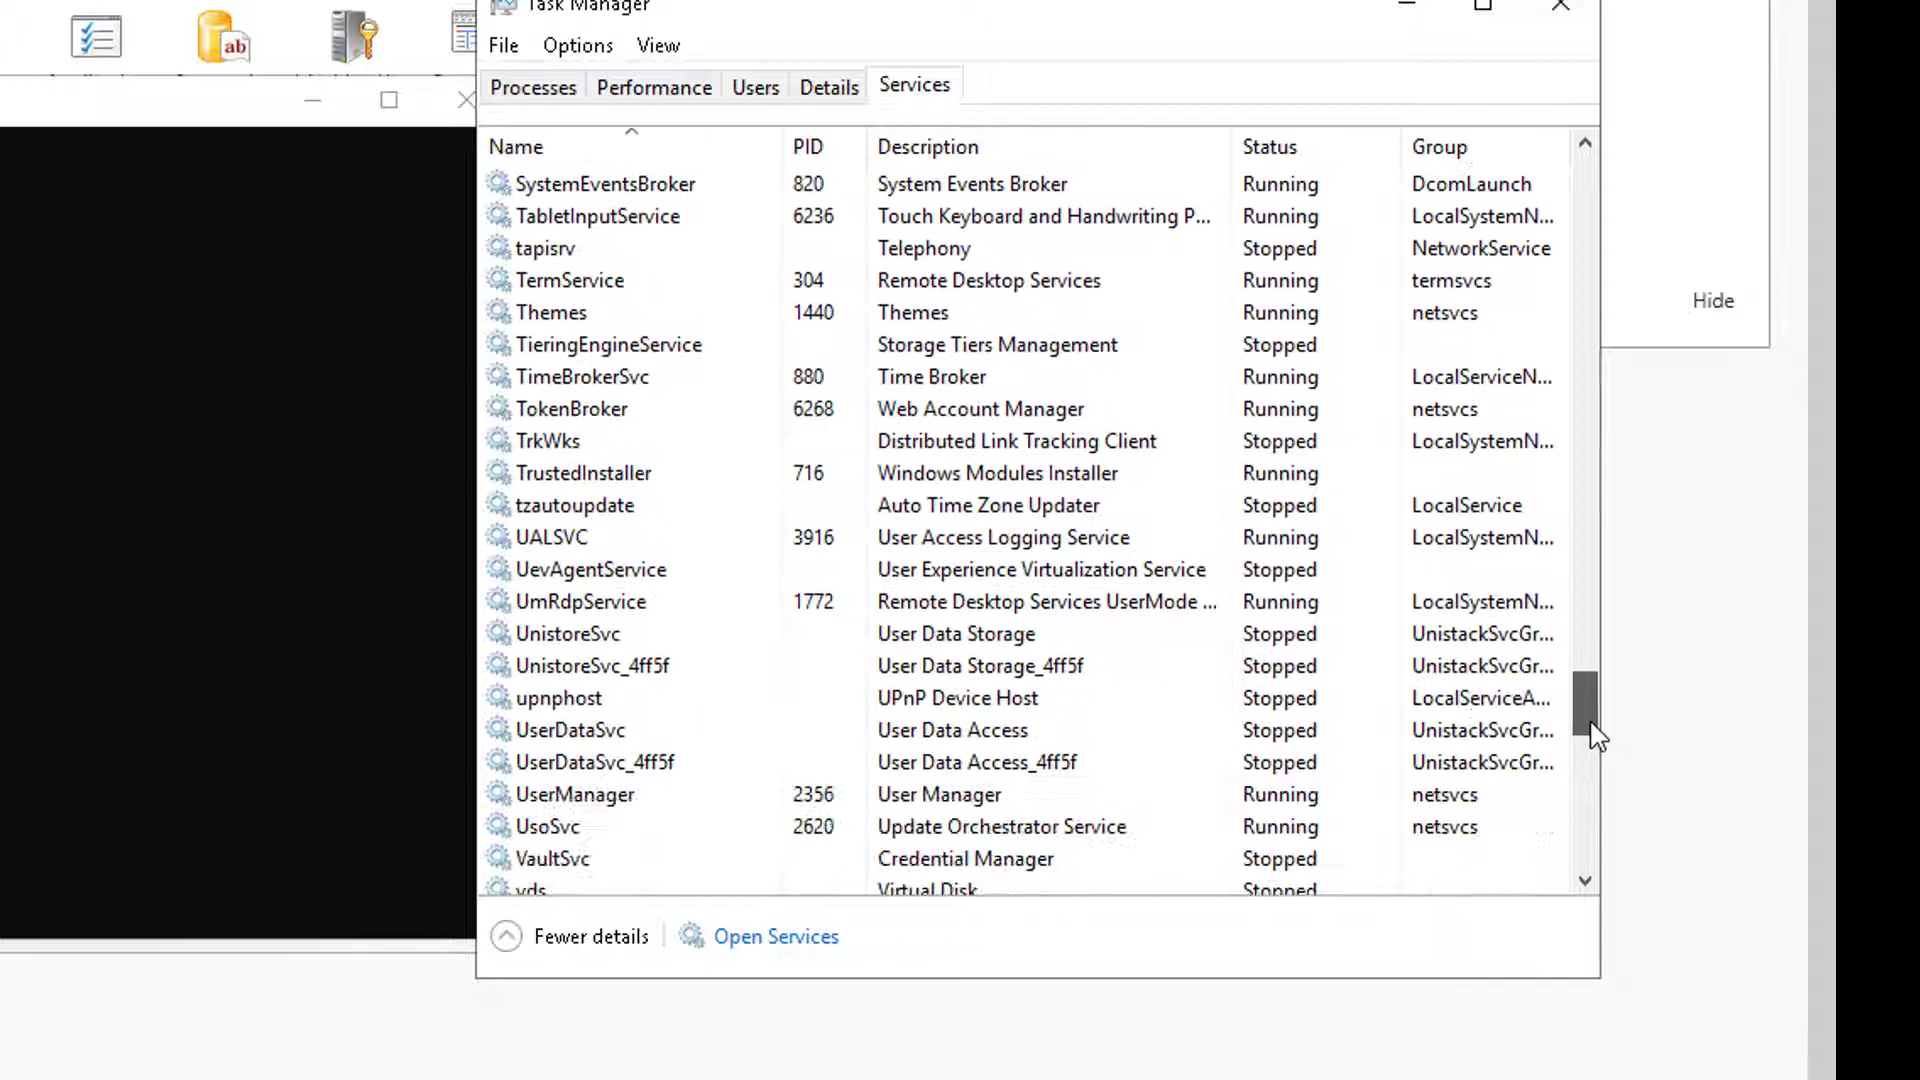 Task Manager
ab
File Options View
Processes Performance Users Details Services
Name PID Description Status Group
SystemEventsBroker 820 System Events Broker Running DcomLaunch
TabletInputService 6236 Touch Keyboard and Handwriting P... Running LocalSystemN...
tapisrv Telephony Stopped NetworkService
TermService 304 Remote Desktop Services Running termsvcs
Themes 1440 Themes Running netsvcs
TieringEngineService Storage Tiers Management Stopped
TimeBrokerSvc 880 Time Broker Running LocalServiceN...
TokenBroker 6268 Web Account Manager Running netsvcs
TrkWks Distributed Link Tracking Client Stopped LocalSystemN...
TrustedInstaller 716 Windows Modules Installer Running
tzautoupdate Auto Time Zone Updater Stopped LocalService
UALSVC 3916 User Access Logging Service Running LocalSystemN...
UevAgentService User Experience Virtualization Service Stopped
UmRdpService 1772 Remote Desktop Services UserMode ... Running LocalSystemN...
UnistoreSvc User Data Storage Stopped UnistackSvcGr...
UnistoreSvc_4ff5f User Data Storage_4ff5f Stopped UnistackSvcGr...
upnphost UPnP Device Host Stopped LocalServiceA...
UserDataSvc User Data Access Stopped UnistackSvcGr...
UserDataSvc_4ff5f User Data Access_4ff5f Stopped UnistackSvcGr...
UserManager 2356 User Manager Running netsvcs
UsoSvc 2620 Update Orchestrator Service Running netsvcs
VaultSvc Credential Manager Stopped
vds Virtual Disk Stopped
Fewer details Open Services
Hide